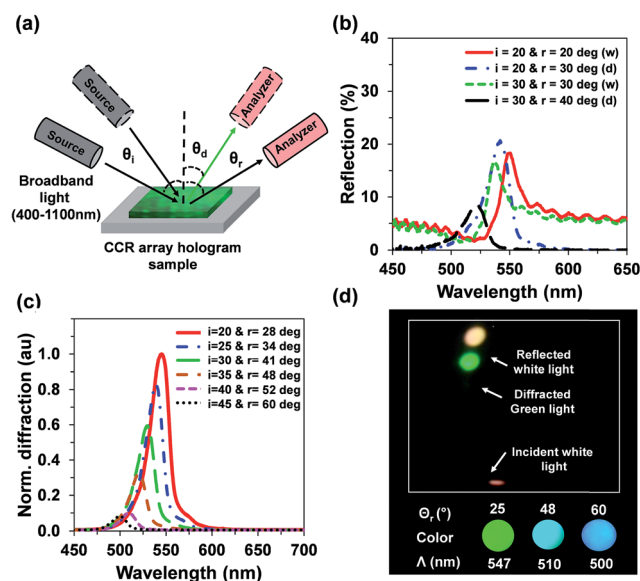 (a)
Source
Source
Analyzer
Analyzer
θi
θd
θr
Broadband
light
(400-1100nm)
CCR array hologram
sample
(b)
Reflection (%)
40
30
20
10
0
i = 20 & r = 20 deg (w)
i = 20 & r = 30 deg (d)
i = 30 & r = 30 deg (w)
i = 30 & r = 40 deg (d)
450 500 550 600 650
Wavelength (nm)
(c)
Norm. diffraction (au)
1.0
0.8
0.6
0.4
0.2
0.0
i=20 & r= 28 deg
i=25 & r= 34 deg
i=30 & r= 41 deg
i=35 & r= 48 deg
i=40 & r= 52 deg
i=45 & r= 60 deg
450 500 550 600 650 700
Wavelength (nm)
(d)
Reflected
white light
Diffracted
Green light
Incident white
light
Θr (°) 25 48 60
Color
Λ (nm) 547 510 500